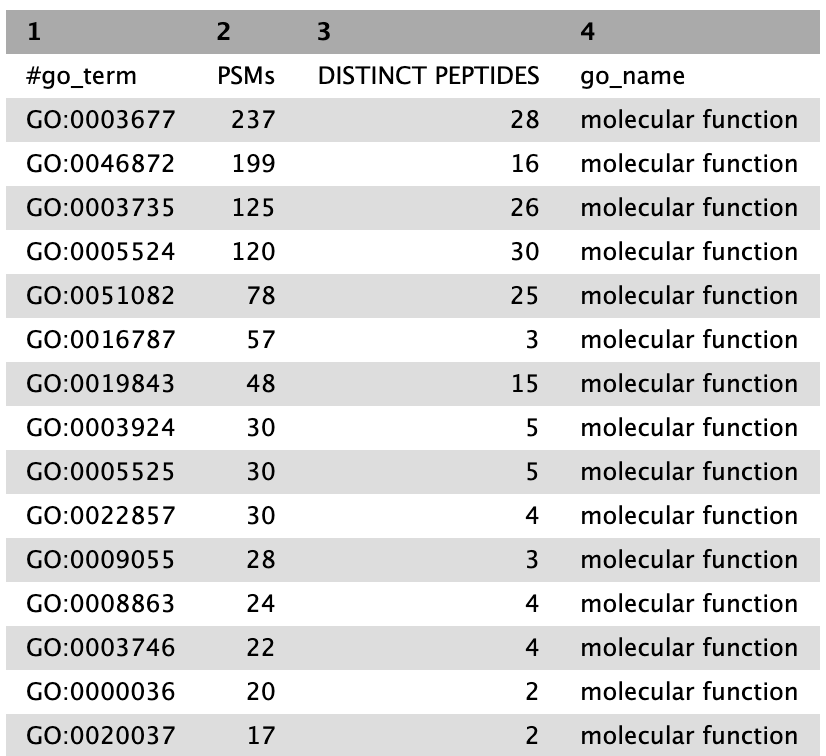 1 2 3 4
#go_term PSMs DISTINCT PEPTIDES go_name
GO:0003677 237 28 molecular function
GO:0046872 199 16 molecular function
GO:0003735 125 26 molecular function
GO:0005524 120 30 molecular function
GO:0051082 78 25 molecular function
GO:0016787 57 3 molecular function
GO:0019843 48 15 molecular function
GO:0003924 30 5 molecular function
GO:0005525 30 5 molecular function
GO:0022857 30 4 molecular function
GO:0009055 28 3 molecular function
GO:0008863 24 4 molecular function
GO:0003746 22 4 molecular function
GO:0000036 20 2 molecular function
GO:0020037 17 2 molecular function